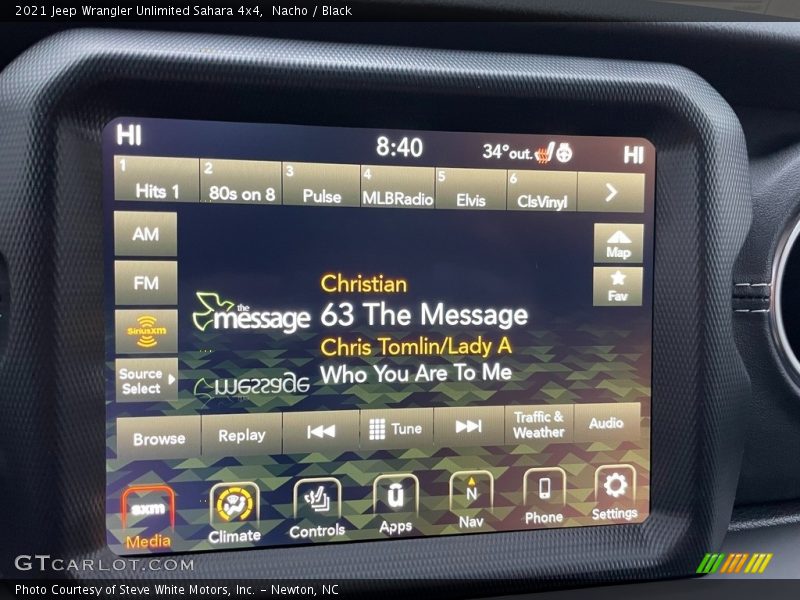 2021 Jeep Wrangler Unlimited Sahara 4x4,  Nacho / Black
HI
8:40
34°out.
HI
1 Hits 1
2 80s on 8
3 Pulse
4 MLBRadio
5 Elvis
6 ClsVinyl
AM
FM
SiriusXM
Source Select
Map
Fav
Christian
the message
63 The Message
Chris Tomlin/Lady A
Who You Are To Me
message
Browse
Replay
Tune
Traffic & Weather
Audio
sxm
Media
Climate
Controls
Apps
N
Nav
Phone
Settings
GTCARLOT.COM
Photo Courtesy of Steve White Motors, Inc. – Newton, NC